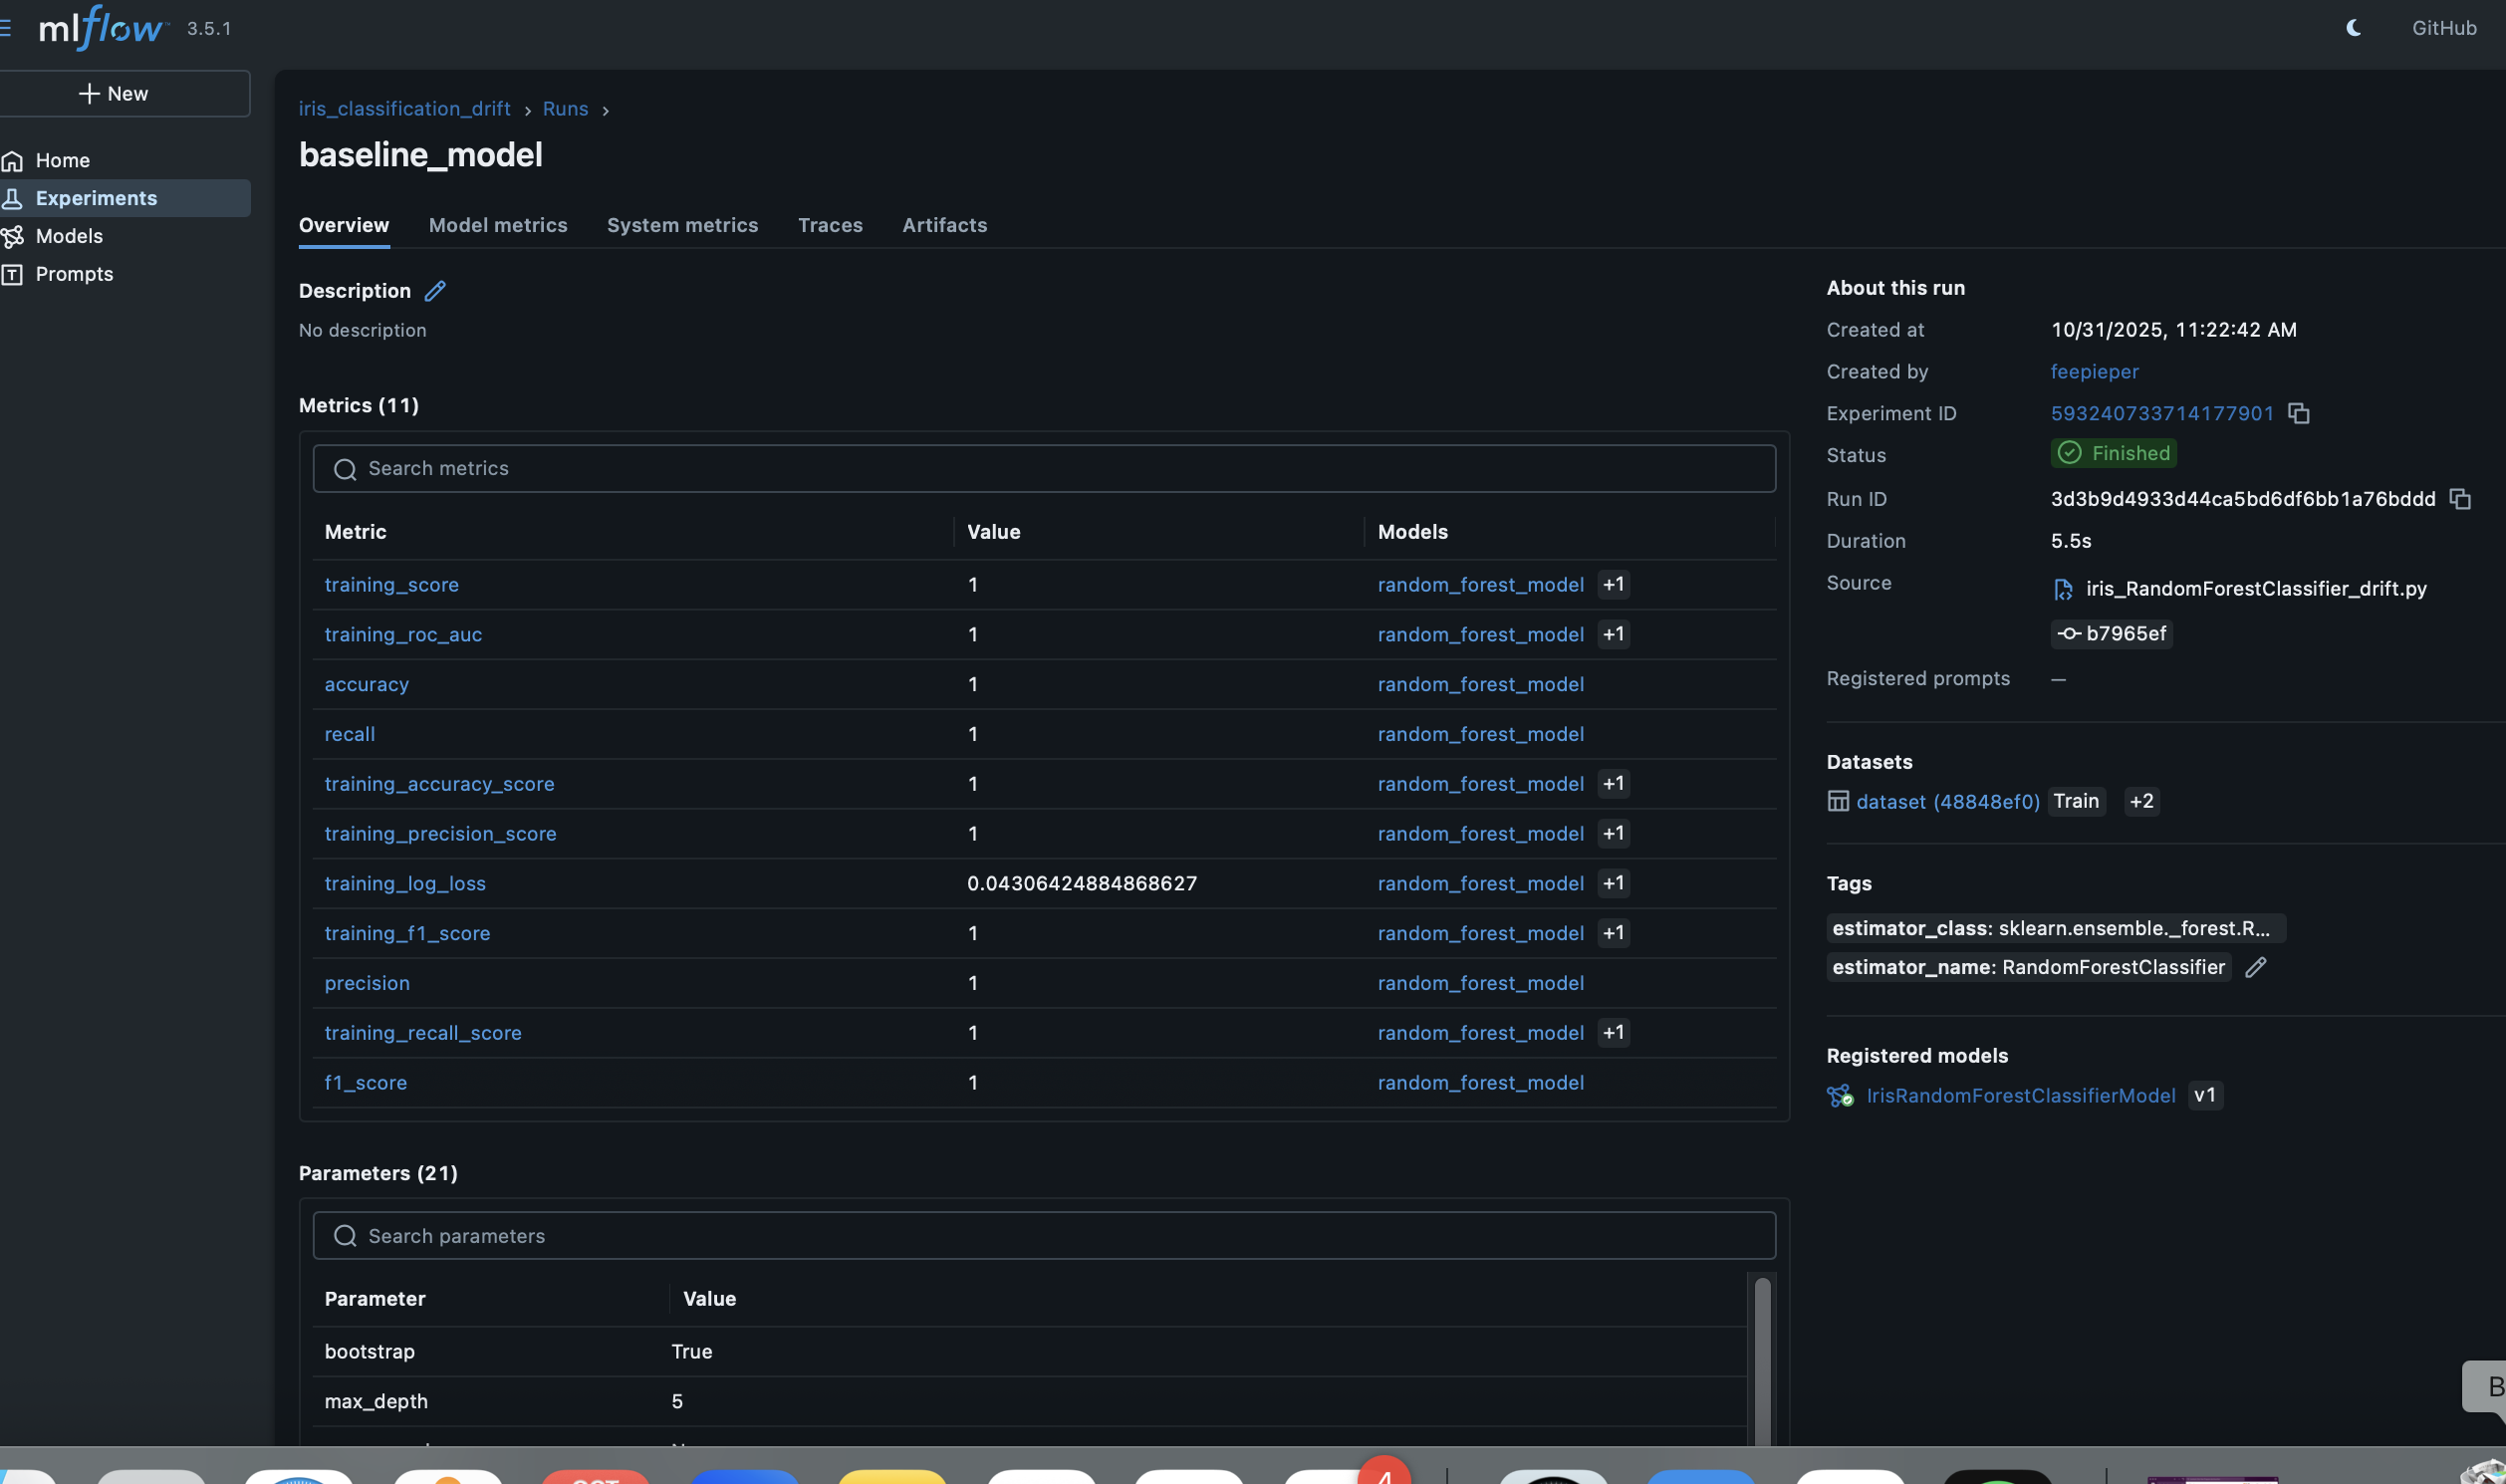 mlflow 3.5.1
GitHub
New
Home
Experiments
Models
Prompts
iris_classification_drift › Runs ›
baseline_model
Overview Model metrics System metrics Traces Artifacts
Description
No description
Metrics (11)
Search metrics
Metric Value Models
training_score 1 random_forest_model +1
training_roc_auc 1 random_forest_model +1
accuracy 1 random_forest_model
recall 1 random_forest_model
training_accuracy_score 1 random_forest_model +1
training_precision_score 1 random_forest_model +1
training_log_loss 0.04306424884868627 random_forest_model +1
training_f1_score 1 random_forest_model +1
precision 1 random_forest_model
training_recall_score 1 random_forest_model +1
f1_score 1 random_forest_model
Parameters (21)
Search parameters
Parameter Value
bootstrap True
max_depth 5
About this run
Created at 10/31/2025, 11:22:42 AM
Created by feepieper
Experiment ID 593240733714177901
Status Finished
Run ID 3d3b9d4933d44ca5bd6df6bb1a76bddd
Duration 5.5s
Source iris_RandomForestClassifier_drift.py
b7965ef
Registered prompts —
Datasets
dataset (48848ef0) Train +2
Tags
estimator_class: sklearn.ensemble._forest.R...
estimator_name: RandomForestClassifier
Registered models
IrisRandomForestClassifierModel v1
B
4